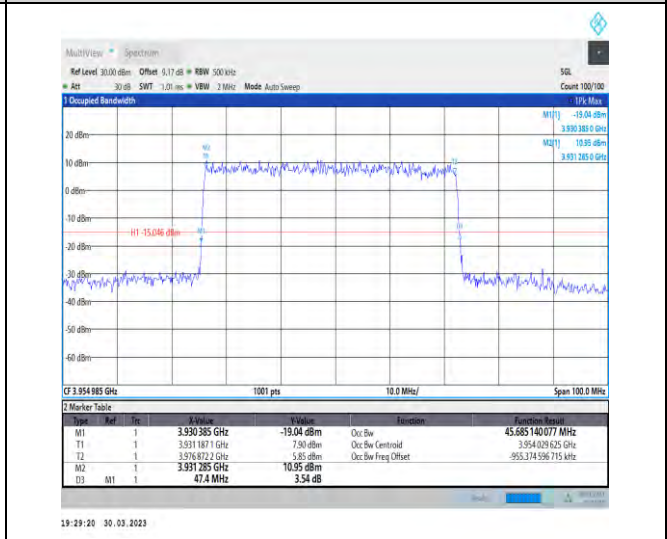 MultiView Spectrum
Ref Level 30.00 dBm Offset 9.17 dB RBW 500 kHz SGL
Att 30 dB SWT 1.01 ms VBW 2 MHz Mode Auto Sweep Count 100/100
1 Occupied Bandwidth 1Pk Max
M1[1] -19.04 dBm
3.930 385 0 GHz
M2[1] 10.95 dBm
3.931 285 0 GHz
20 dBm
10 dBm
0 dBm
-10 dBm
H1 -15.046 dBm
-20 dBm
-30 dBm
-40 dBm
-50 dBm
-60 dBm
M2
T1
T2
M1
CF 3.954 985 GHz 1001 pts 10.0 MHz/ Span 100.0 MHz
2 Marker Table
Type Ref Trc X-Value Y-Value Function Function Result
M1 1 3.930 385 GHz -19.04 dBm Occ Bw 45.685 140 077 MHz
T1 1 3.931 187 1 GHz 7.90 dBm Occ Bw Centroid 3.954 029 625 GHz
T2 1 3.976 872 2 GHz 5.85 dBm Occ Bw Freq Offset -955.374 596 715 kHz
M2 1 3.931 285 GHz 10.95 dBm
D3 M1 1 47.4 MHz 3.54 dB
19:29:20 30.03.2023